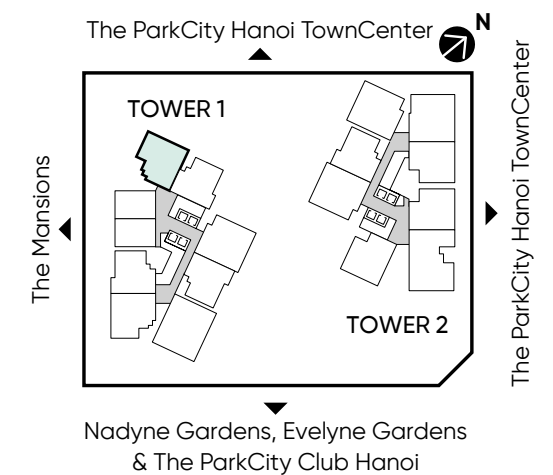 The ParkCity Hanoi TownCenter
N
TOWER 1
The Mansions
The ParkCity Hanoi TownCenter
TOWER 2
Nadyne Gardens, Evelyne Gardens
& The ParkCity Club Hanoi